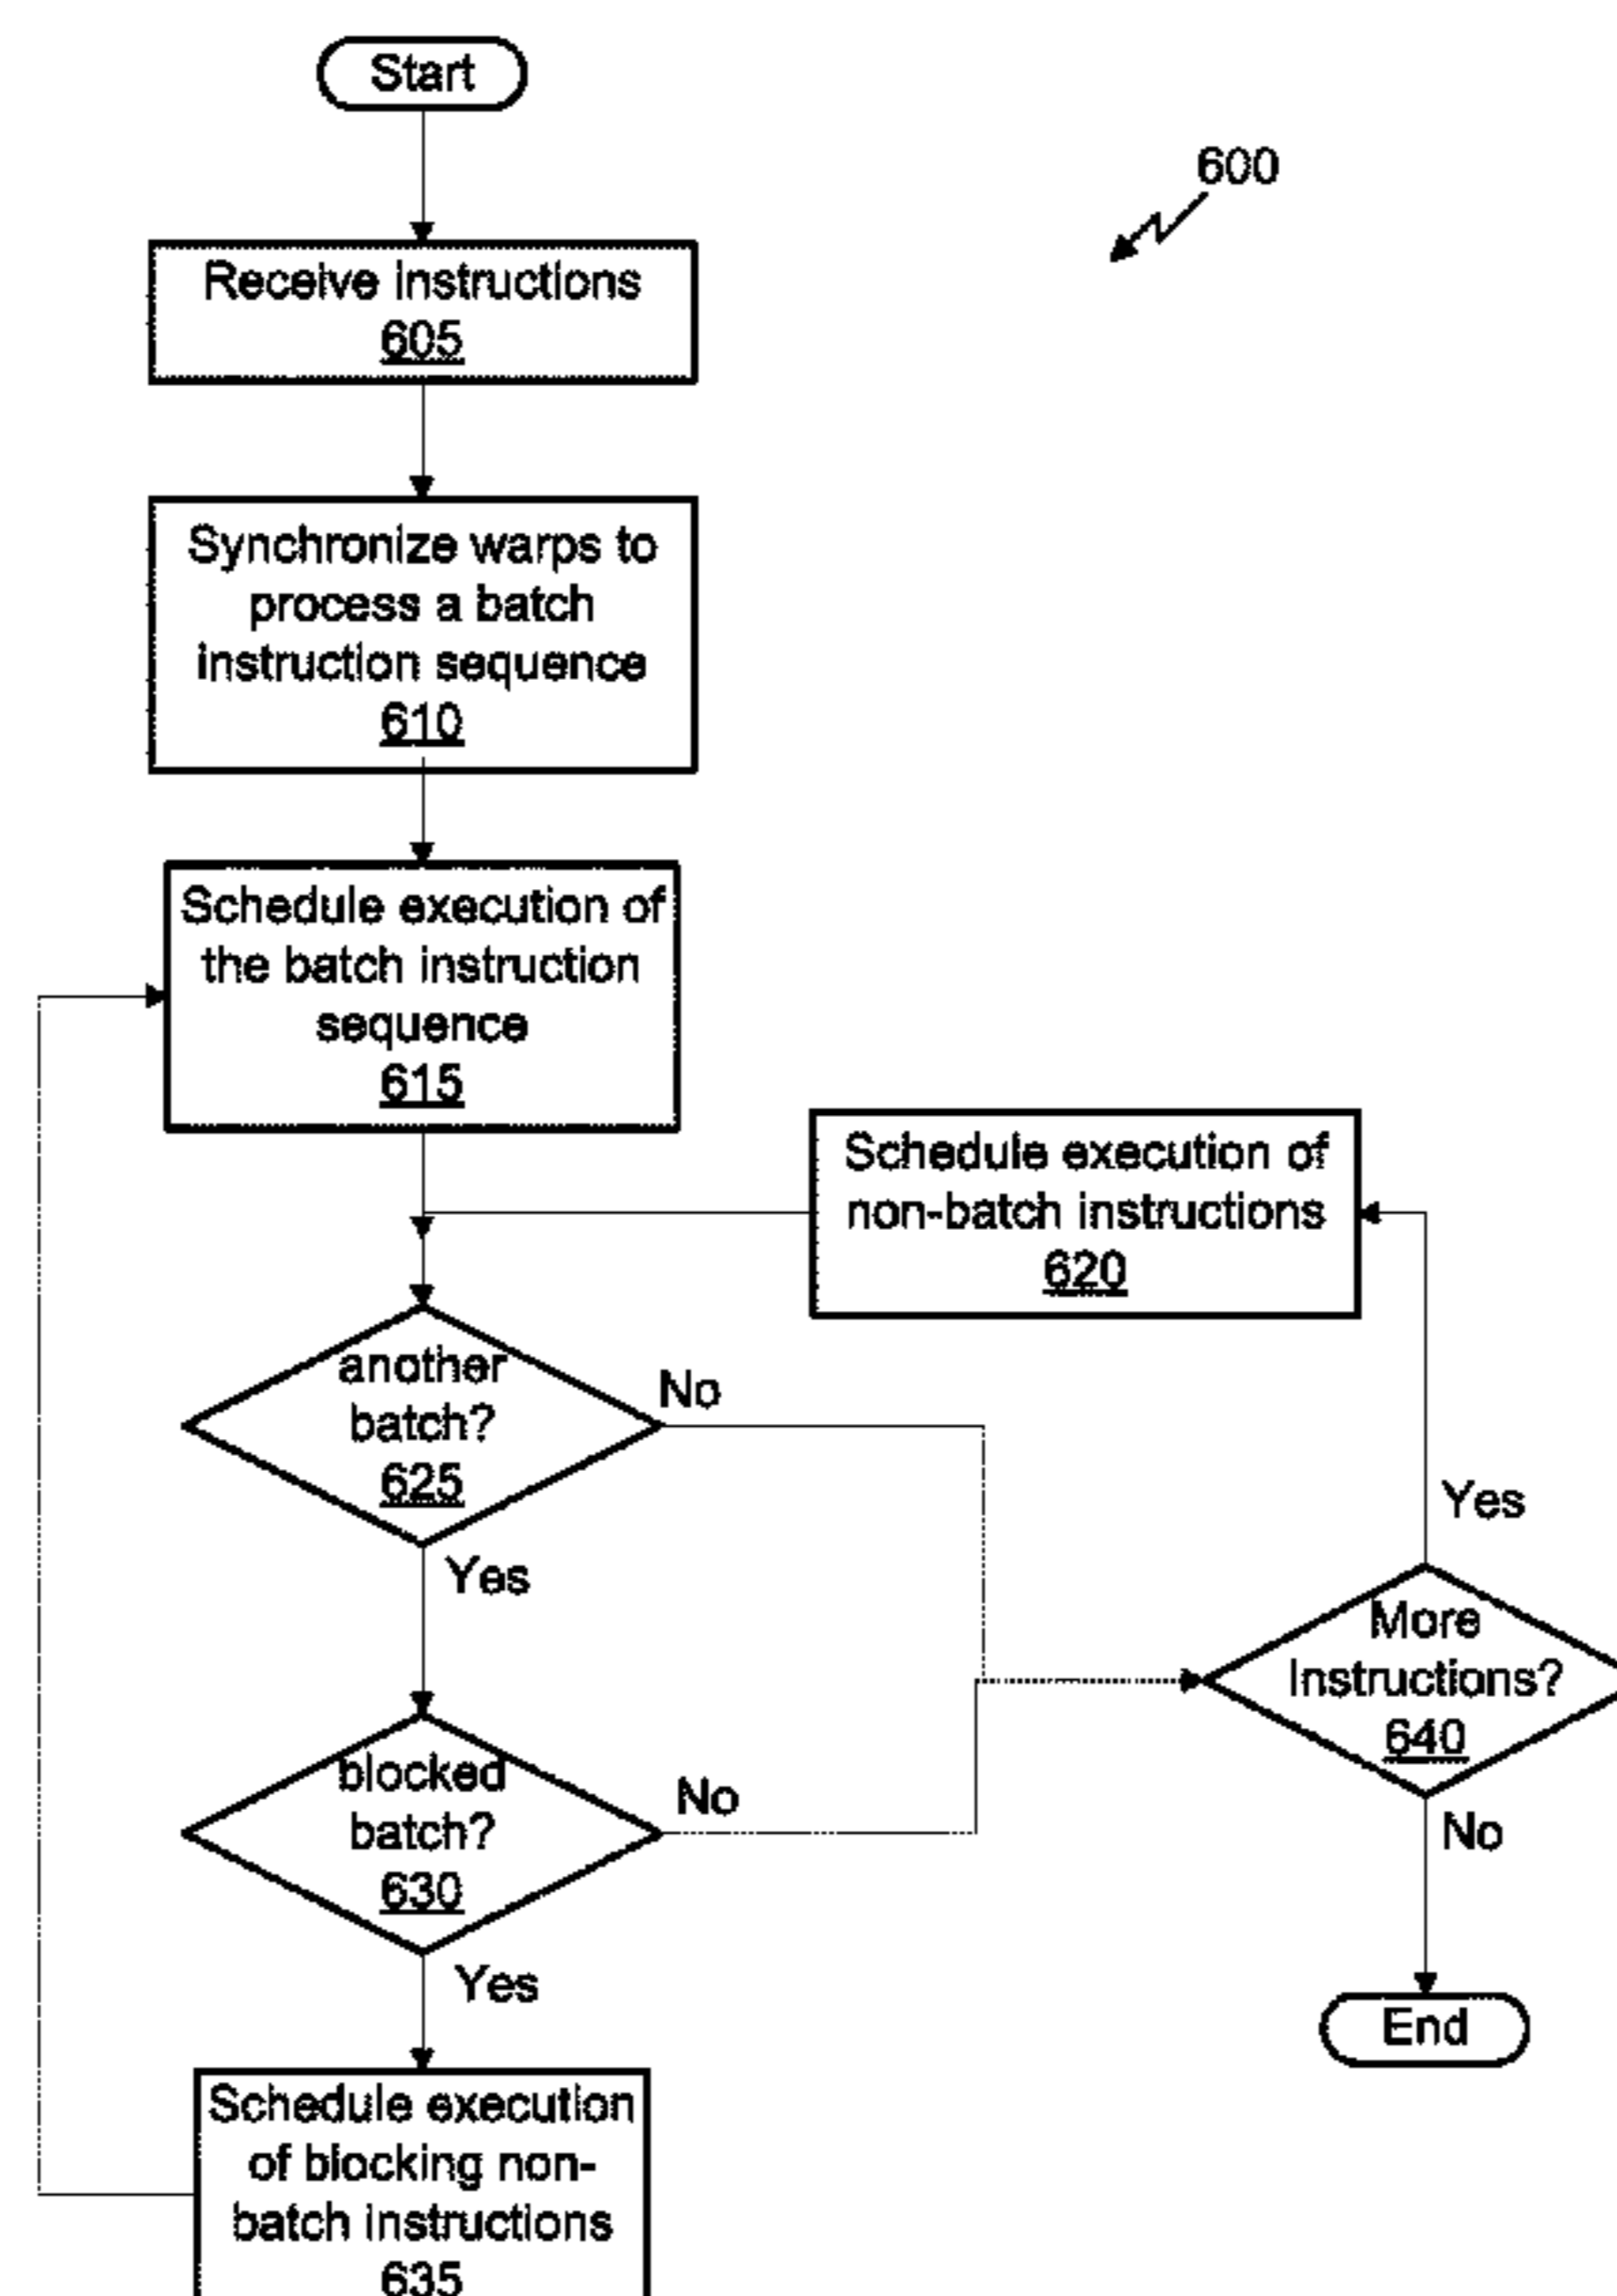 Start
600
Receive instructions
605
Synchronize warps to
process a batch
instruction sequence
610
Schedule execution of
the batch instruction
sequence
615
Schedule execution of
non-batch instructions
620
another
batch?
625
No
Yes
Yes
More
Instructions?
640
blocked
batch?
630
No
No
Yes
End
Schedule execution
of blocking non-
batch instructions
635